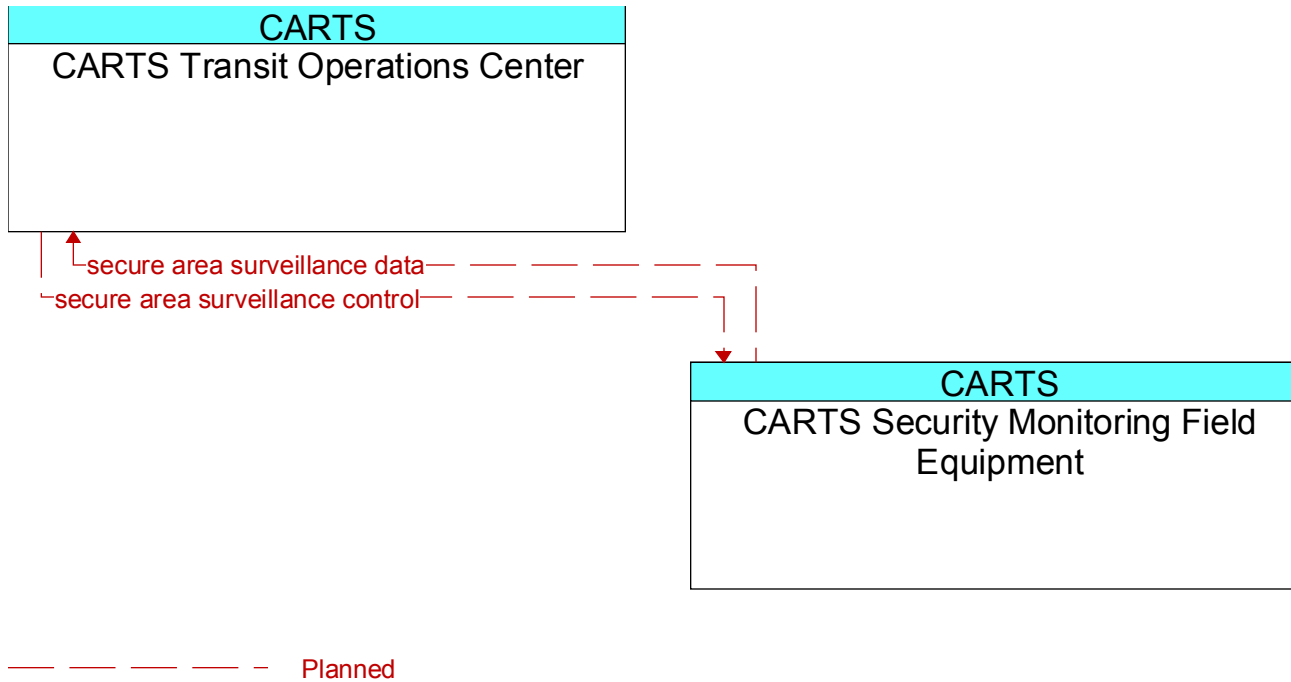 CARTS
CARTS Transit Operations Center
secure area surveillance data
secure area surveillance control
CARTS
CARTS Security Monitoring Field
Equipment
Planned